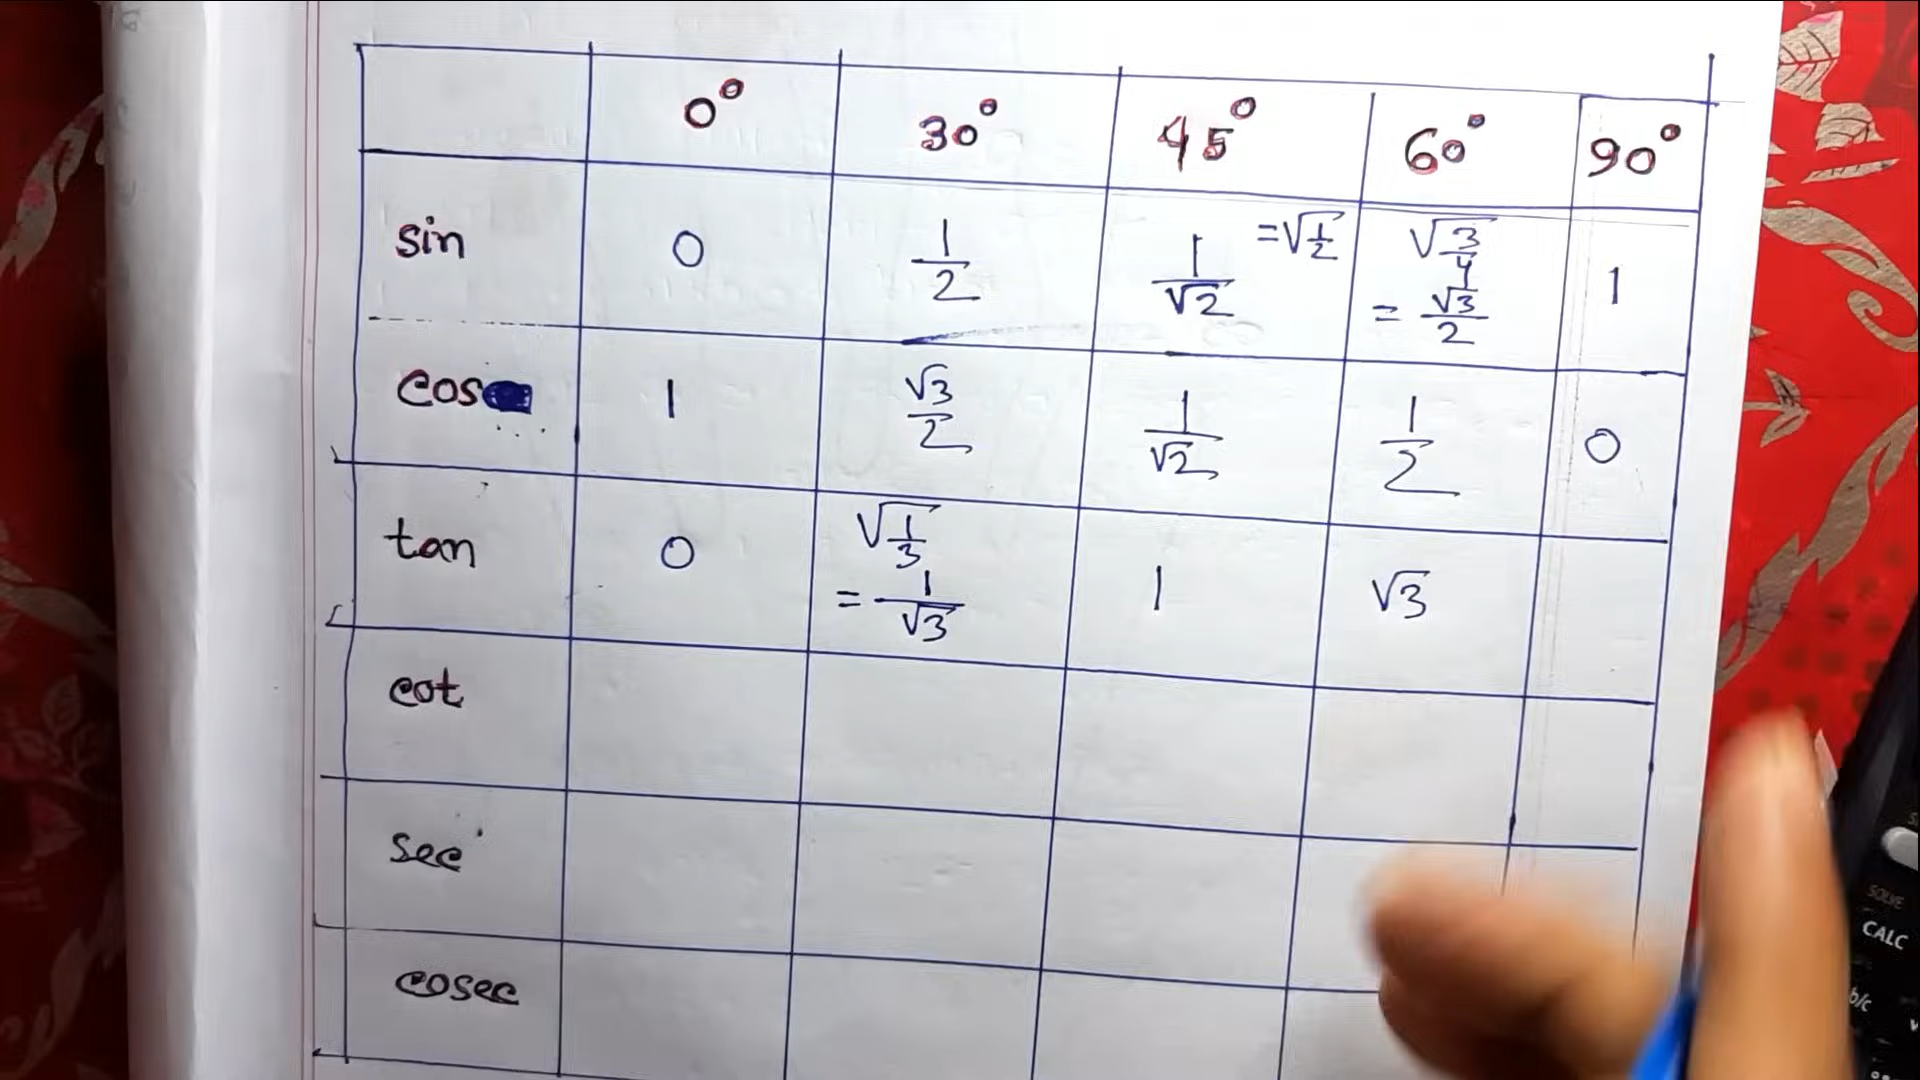 0° 30° 45° 60° 90°
sin 0 1/2 1/√2 =√1/2 √3/4 = √3/2 1
cos 1 √3/2 1/√2 1/2 0
tan 0 √1/3 = 1/√3 1 √3
cot
sec
cosec
SOLVE
CALC
b/c